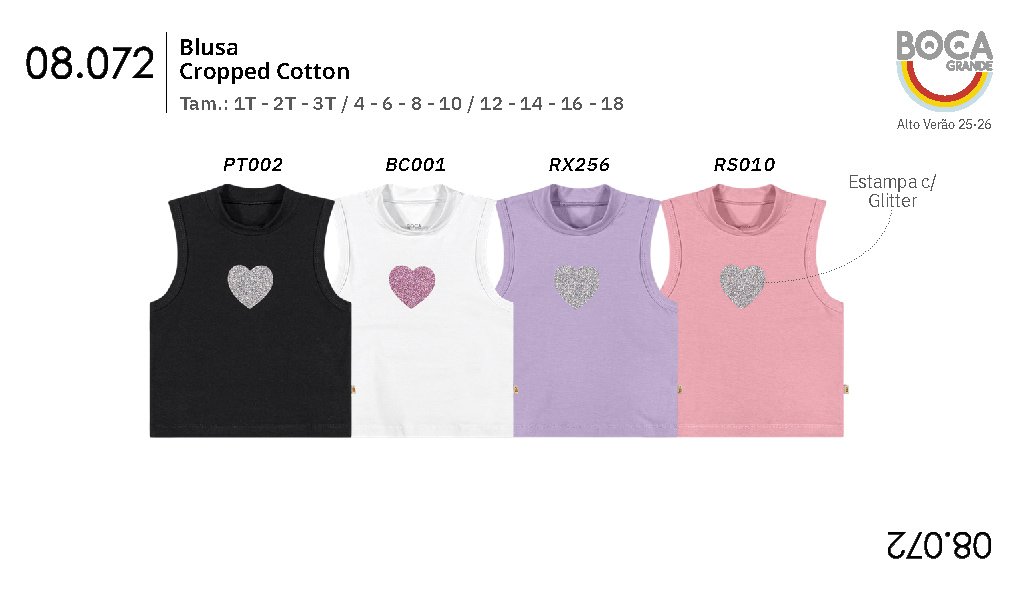 08.072
Blusa
Cropped Cotton
Tam.: 1T - 2T - 3T / 4 - 6 - 8 - 10 / 12 - 14 - 16 - 18
BOCA
GRANDE
Alto Verão 25-26
PT002
BC001
RX256
RS010
Estampa c/
Glitter
BOCA
08.072